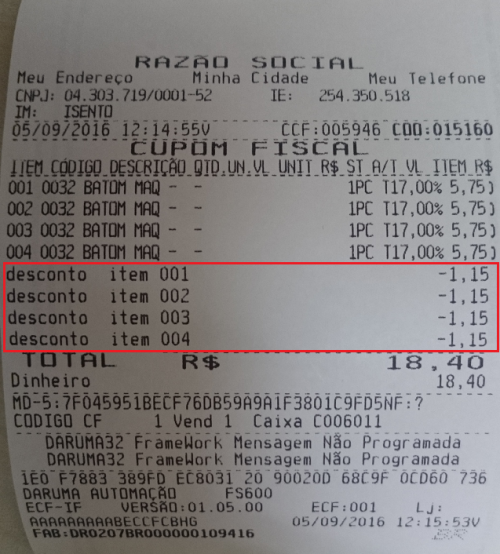 RAZÃO SOCIAL
Meu Endereço Minha Cidade Meu Telefone
CNPJ: 04.303.719/0001-52 IE: 254.350.518
IM: ISENTO
05/09/2016 12:14:55V CCF:005946 COO:015160
CUPOM FISCAL
ITEM CÓDIGO DESCRIÇÃO QTD.UN.VL UNIT R$ ST A/T VL ITEM R$
001 0032 BATOM MAQ - - 1PC T17,00% 5,75)
002 0032 BATOM MAQ - - 1PC T17,00% 5,75)
003 0032 BATOM MAQ - - 1PC T17,00% 5,75)
004 0032 BATOM MAQ - - 1PC T17,00% 5,75)
desconto item 001 -1,15
desconto item 002 -1,15
desconto item 003 -1,15
desconto item 004 -1,15
TOTAL R$ 18,40
Dinheiro 18,40
MD-5:7F045951BECF76DB59A9A1F3801C9FD5NF:?
CODIGO CF 1 Vend 1 Caixa C006011
DARUMA32 FrameWork Mensagem Não Programada
DARUMA32 FrameWork Mensagem Não Programada
1E0 F7883 389FD EC8031 20 90020D 68C9F 0CD60 736
DARUMA AUTOMAÇÃO FS600
ECF-IF VERSÃO:01.05.00 ECF:001 Lj:
AAAAAAAAABECCFCBHG 05/09/2016 12:15:53V
FAB:DR0207BR000000109416 BR